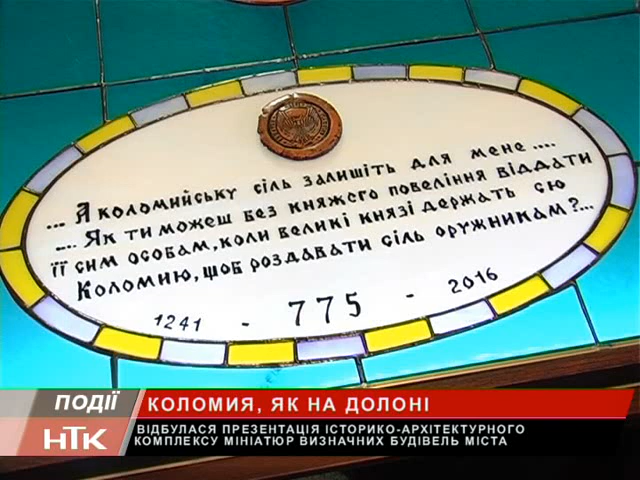 ... А коломийську сіль залишіть для мене ....
.... Як ти можеш без княжого повеління віддати
її сим особам, коли великі князі держать сю
Коломию, щоб роздавати сіль оружникам?...
1241 - 775 - 2016
ПОДІЇ
НТК
КОЛОМИЯ, ЯК НА ДОЛОНІ
ВІДБУЛАСЯ ПРЕЗЕНТАЦІЯ ІСТОРИКО-АРХІТЕКТУРНОГО
КОМПЛЕКСУ МІНІАТЮР ВИЗНАЧНИХ БУДІВЕЛЬ МІСТА